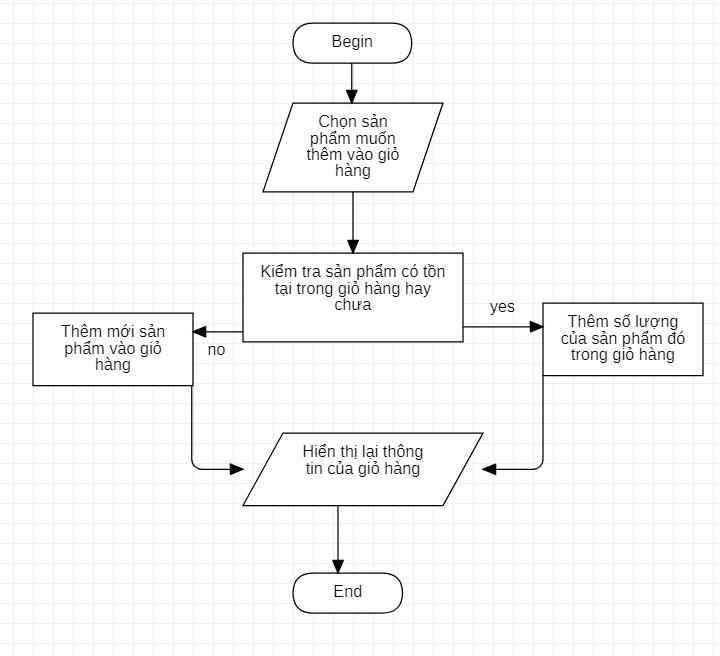 Begin
Chọn sản
phẩm muốn
thêm vào giỏ
hàng
Kiểm tra sản phẩm có tồn
tại trong giỏ hàng hay
chưa
yes
no
Thêm mới sản
phẩm vào giỏ
hàng
Thêm số lượng
của sản phẩm đó
trong giỏ hàng
Hiển thị lại thông
tin của giỏ hàng
End